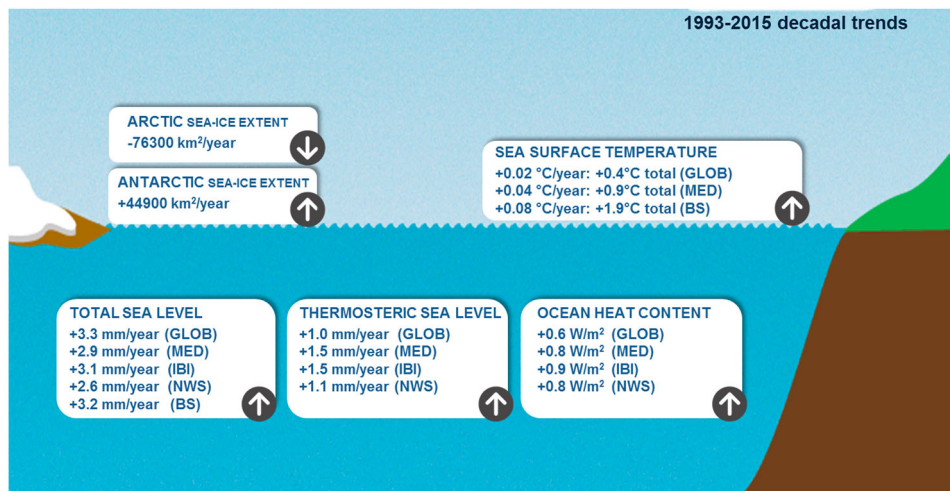 1993-2015 decadal trends
ARCTIC SEA-ICE EXTENT
-76300 km²/year
ANTARCTIC SEA-ICE EXTENT
+44900 km²/year
SEA SURFACE TEMPERATURE
+0.02 °C/year: +0.4°C total (GLOB)
+0.04 °C/year: +0.9°C total (MED)
+0.08 °C/year: +1.9°C total (BS)
TOTAL SEA LEVEL
+3.3 mm/year (GLOB)
+2.9 mm/year (MED)
+3.1 mm/year (IBI)
+2.6 mm/year (NWS)
+3.2 mm/year (BS)
THERMOSTERIC SEA LEVEL
+1.0 mm/year (GLOB)
+1.5 mm/year (MED)
+1.5 mm/year (IBI)
+1.1 mm/year (NWS)
OCEAN HEAT CONTENT
+0.6 W/m² (GLOB)
+0.8 W/m² (MED)
+0.9 W/m² (IBI)
+0.8 W/m² (NWS)